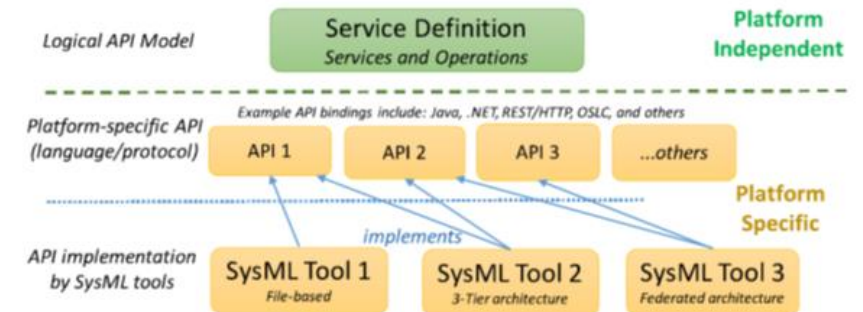 Logical API Model
Service Definition
Services and Operations
Platform
Independent
Example API bindings include: Java, .NET, REST/HTTP, OSLC, and others
Platform-specific API
(language/protocol)
API 1
API 2
API 3
...others
Platform
Specific
implements
API implementation
by SysML tools
SysML Tool 1
File-based
SysML Tool 2
3-Tier architecture
SysML Tool 3
Federated architecture